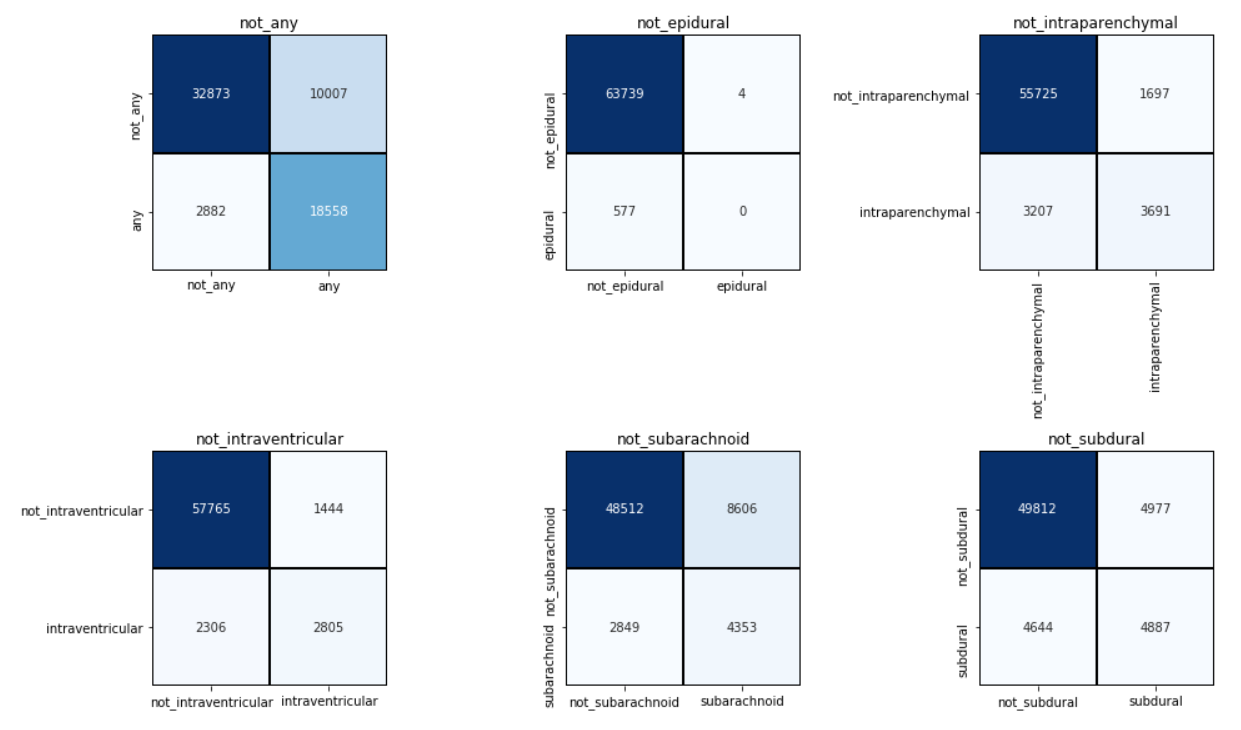 not_any
not_any
32873
10007
any
2882
18558
not_any
any
not_epidural
not_epidural
63739
4
epidural
577
0
not_epidural
epidural
not_intraparenchymal
not_intraparenchymal
55725
1697
intraparenchymal
3207
3691
not_intraparenchymal
intraparenchymal
not_intraventricular
not_intraventricular
57765
1444
intraventricular
2306
2805
not_intraventricular
intraventricular
not_subarachnoid
not_subarachnoid
48512
8606
subarachnoid
2849
4353
not_subarachnoid
subarachnoid
not_subdural
not_subdural
49812
4977
subdural
4644
4887
not_subdural
subdural